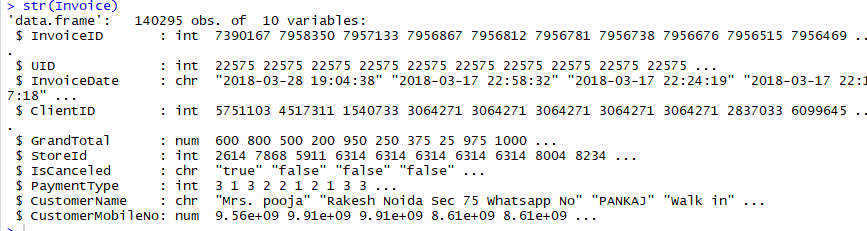 > str(Invoice)
'data.frame':   140295 obs. of  10 variables:
 $ InvoiceID       : int  7390167 7958350 7957133 7956867 7956812 7956781 7956738 7956676 7956515 7956469 ..
.
 $ UID             : int  22575 22575 22575 22575 22575 22575 22575 22575 22575 22575 ...
 $ InvoiceDate     : chr  "2018-03-28 19:04:38" "2018-03-17 22:58:32" "2018-03-17 22:24:19" "2018-03-17 22:1
7:18" ...
 $ ClientID        : int  5751103 4517311 1540733 3064271 3064271 3064271 3064271 3064271 2837033 6099645 ..
.
 $ GrandTotal      : num  600 800 500 200 950 250 375 25 975 1000 ...
 $ StoreId         : int  2614 7868 5911 6314 6314 6314 6314 6314 8004 8234 ...
 $ IsCanceled      : chr  "true" "false" "false" "false" ...
 $ PaymentType     : int  3 1 3 2 2 1 2 1 3 3 ...
 $ CustomerName    : chr  "Mrs. pooja" "Rakesh Noida Sec 75 Whatsapp No" "PANKAJ" "Walk in" ...
 $ CustomerMobileNo: num  9.56e+09 9.91e+09 9.91e+09 8.61e+09 8.61e+09 ...
>